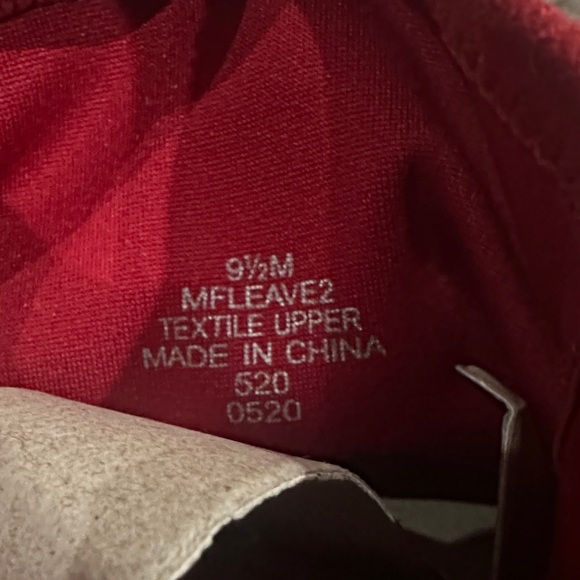 9½M
MFLEAVE2
TEXTILE UPPER
MADE IN CHINA
520
0520